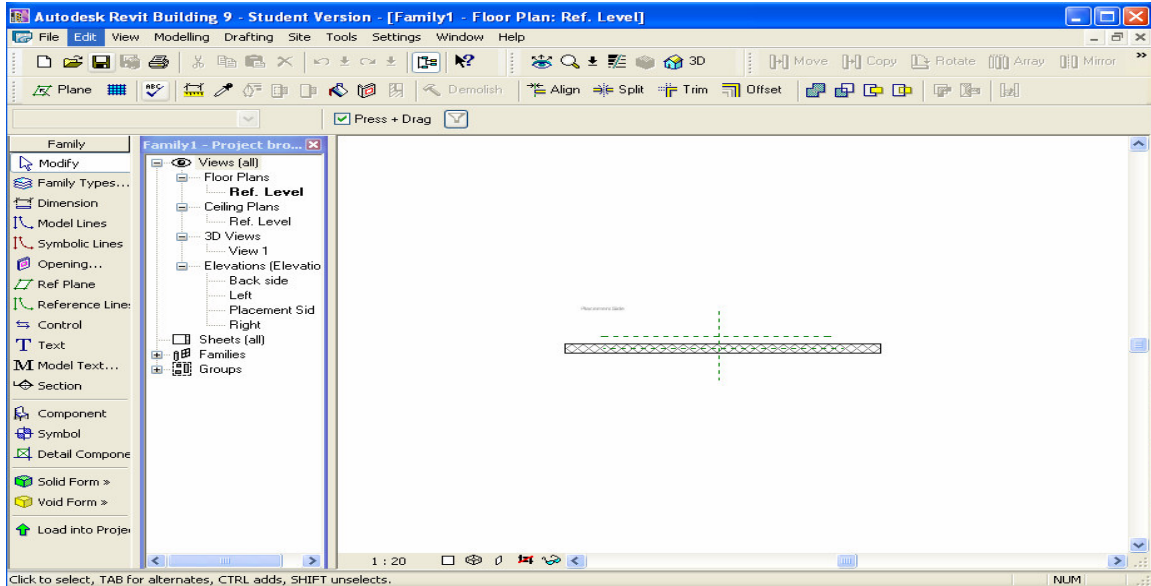 Autodesk Revit Building 9 - Student Version - [Family1 - Floor Plan: Ref. Level]
File Edit View Modelling Drafting Site Tools Settings Window Help
3D Move Copy Rotate Array Mirror »
Plane ABC Demolish Align Split Trim Offset
Press + Drag
Family
Modify
Family Types...
Dimension
Model Lines
Symbolic Lines
Opening...
Ref Plane
Reference Line
Control
Text
Model Text...
Section
Component
Symbol
Detail Compone
Solid Form »
Void Form »
Load into Proje
Family1 - Project bro...
Views (all)
Floor Plans
Ref. Level
Ceiling Plans
Ref. Level
3D Views
View 1
Elevations (Elevatio
Back side
Left
Placement Sid
Right
Sheets (all)
Families
Groups
1 : 20
Click to select, TAB for alternates, CTRL adds, SHIFT unselects.
NUM